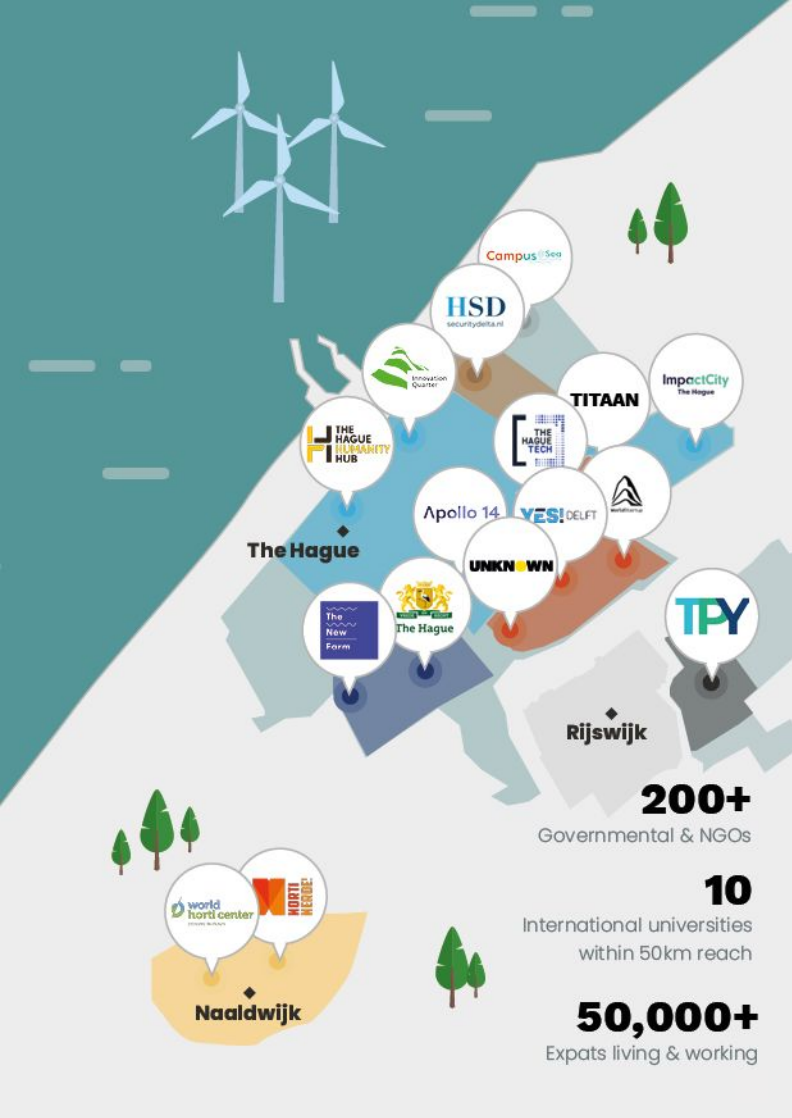 Campus@Sea
HSD
securitydelta.nl
Innovation
Quarter
TITAAN
ImpactCity
The Hague
THE
HAGUE
HUMANITY
HUB
THE
HAGUE
TECH
Apollo 14
YES!DELFT
WorldStartup
UNKNOWN
The Hague
The
New
Farm
The Hague
TPY
Rijswijk
200+
Governmental & NGOs
10
International universities
within 50km reach
world
horti center
HORTI
HEROES!
Naaldwijk
50,000+
Expats living & working